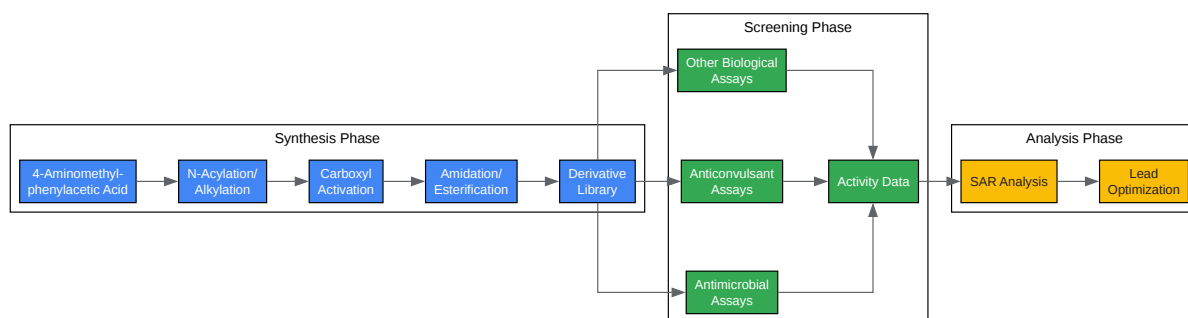 Screening Phase
Other Biological
Assays
Synthesis Phase
Analysis Phase
4-Aminomethyl-
phenylacetic Acid
N-Acylation/
Alkylation
Carboxyl
Activation
Amidation/
Esterification
Derivative
Library
Anticonvulsant
Assays
Activity Data
SAR Analysis
Lead
Optimization
Antimicrobial
Assays